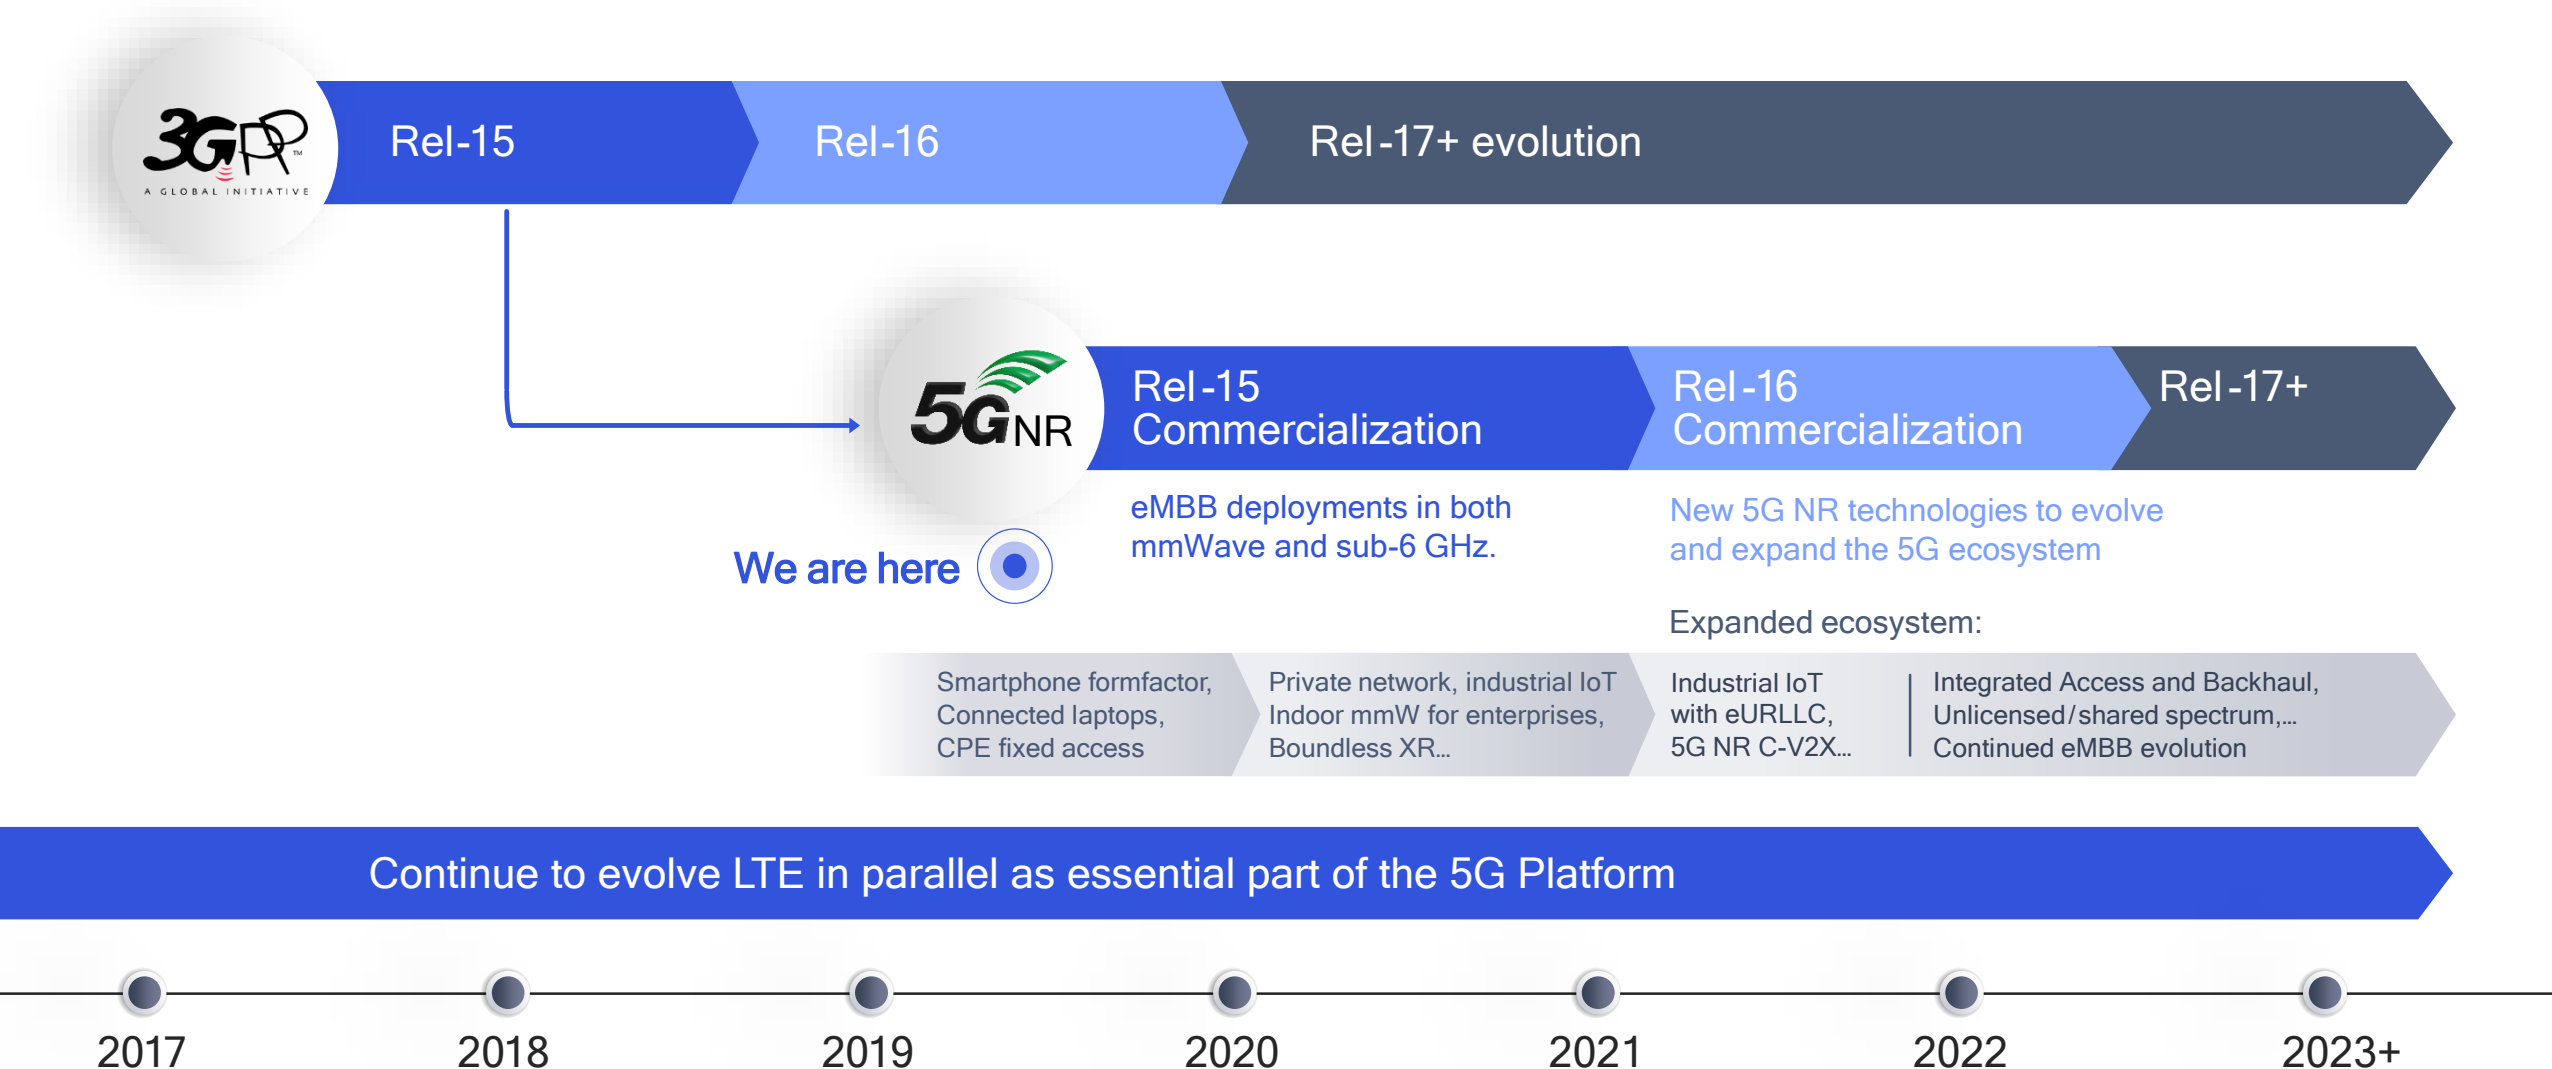 3GPP™
A GLOBAL INITIATIVE
Rel-15
Rel-16
Rel-17+ evolution
5G NR
Rel-15
Commercialization
Rel-16
Commercialization
Rel-17+
eMBB deployments in both
mmWave and sub-6 GHz.
New 5G NR technologies to evolve
and expand the 5G ecosystem
We are here
Expanded ecosystem:
Smartphone formfactor,
Connected laptops,
CPE fixed access
Private network, industrial IoT
Indoor mmW for enterprises,
Boundless XR...
Industrial IoT
with eURLLC,
5G NR C-V2X...
Integrated Access and Backhaul,
Unlicensed/shared spectrum,...
Continued eMBB evolution
Continue to evolve LTE in parallel as essential part of the 5G Platform
2017
2018
2019
2020
2021
2022
2023+